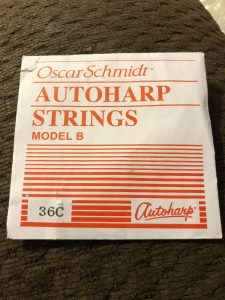 OscarSchmidt
AUTOHARP
STRINGS
MODEL B
36C
Autoharp